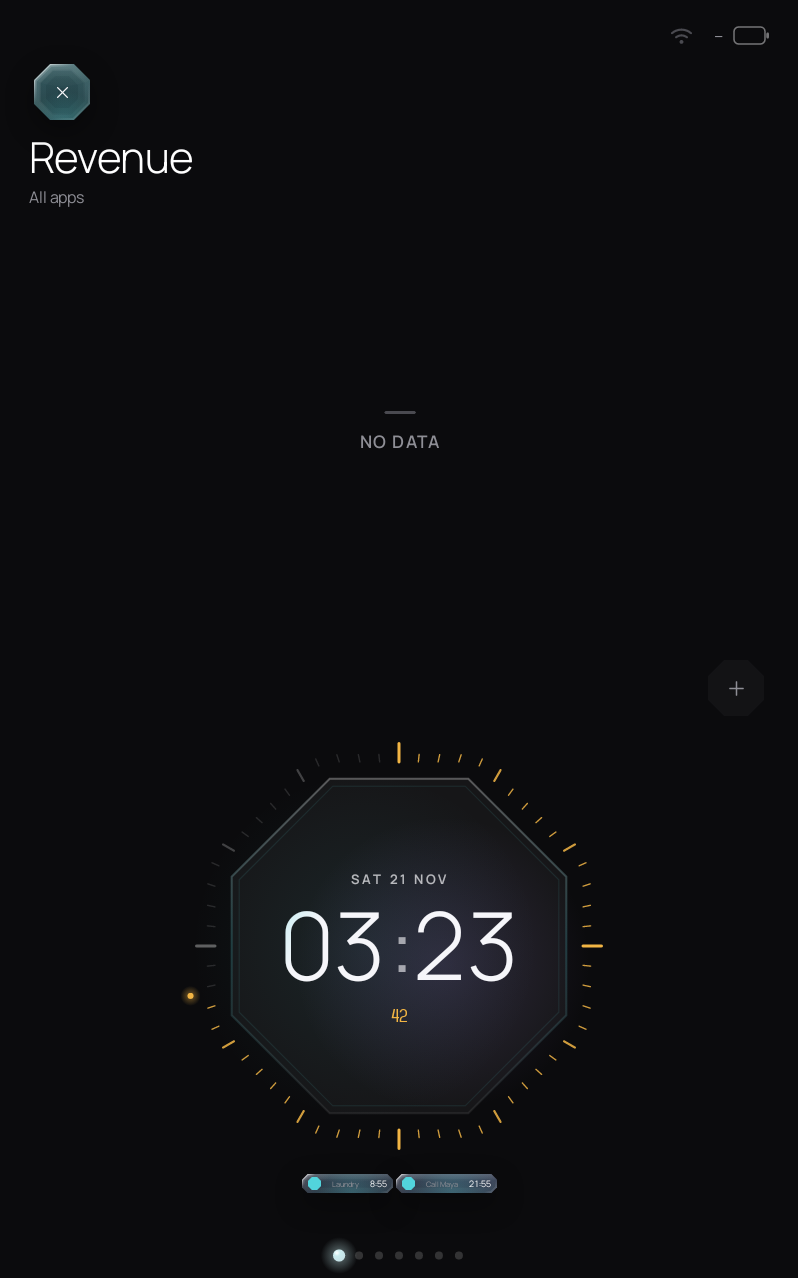 –
Revenue
All apps
NO DATA
+
SAT 21 NOV
03:23
42
Laundry 8:55
Call Maya 21:55